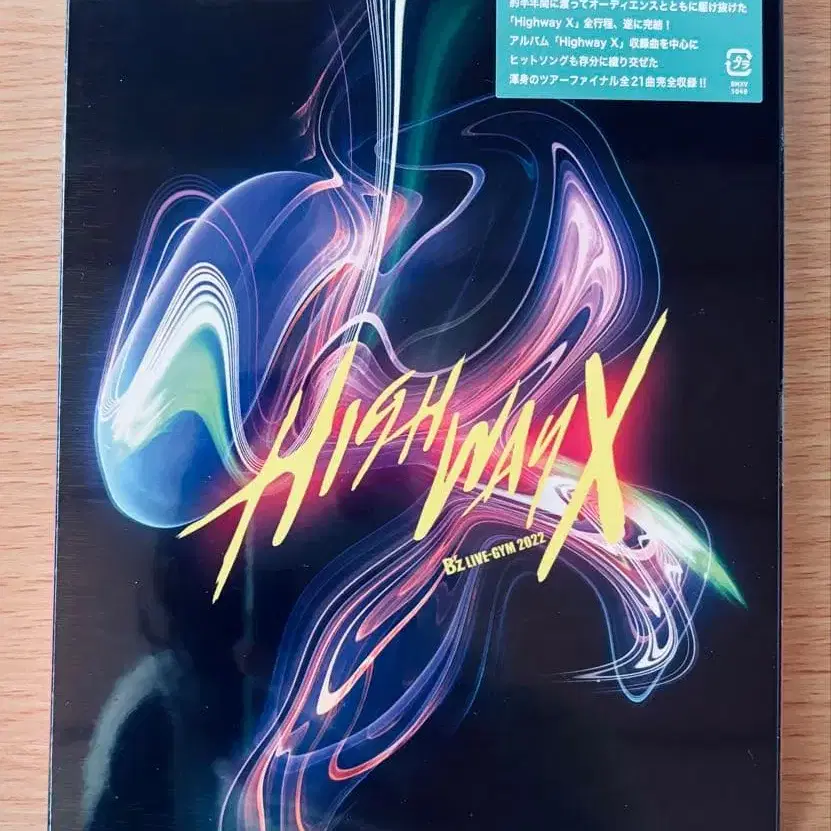 約半年間に渡ってオーディエンスとともに駆け抜けた
「Highway X」全行程、遂に完結！
アルバム「Highway X」収録曲を中心に
ヒットソングも存分に織り交ぜた
渾身のツアーファイナル全21曲完全収録!!
プラ
BMXV
5049
HIGHWAY X
B'z LIVE-GYM 2022